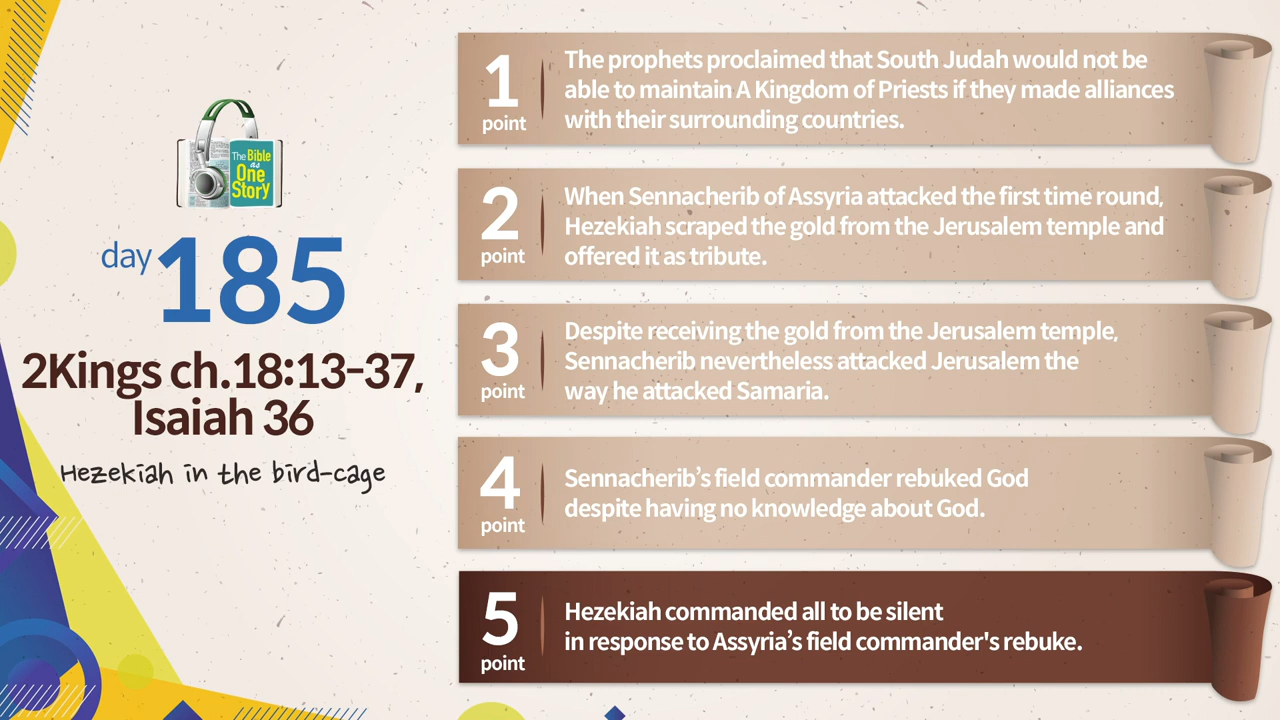 The Bible
as
One
Story
day 185
2Kings ch.18:13-37,
Isaiah 36
Hezekiah in the bird-cage
1
point
The prophets proclaimed that South Judah would not be
able to maintain A Kingdom of Priests if they made alliances
with their surrounding countries.
2
point
When Sennacherib of Assyria attacked the first time round,
Hezekiah scraped the gold from the Jerusalem temple and
offered it as tribute.
3
point
Despite receiving the gold from the Jerusalem temple,
Sennacherib nevertheless attacked Jerusalem the
way he attacked Samaria.
4
point
Sennacherib’s field commander rebuked God
despite having no knowledge about God.
5
point
Hezekiah commanded all to be silent
in response to Assyria’s field commander's rebuke.